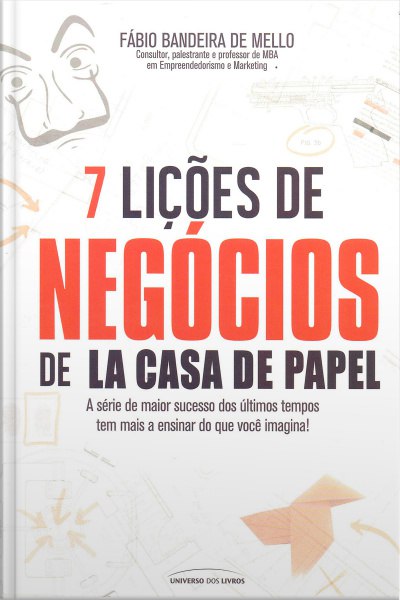 FÁBIO BANDEIRA DE MELLO
Consultor, palestrante e professor de MBA
em Empreendedorismo e Marketing
7 LIÇÕES DE
NEGÓCIOS
DE LA CASA DE PAPEL
A série de maior sucesso dos últimos tempos
tem mais a ensinar do que você imagina!
UNIVERSO DOS LIVROS